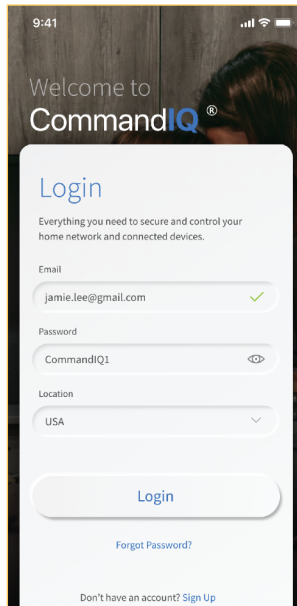 9:41
Welcome to
CommandIQ ®
Login
Everything you need to secure and control your
home network and connected devices.
Email
jamie.lee@gmail.com
Password
CommandIQ1
Location
USA
Login
Forgot Password?
Don't have an account? Sign Up